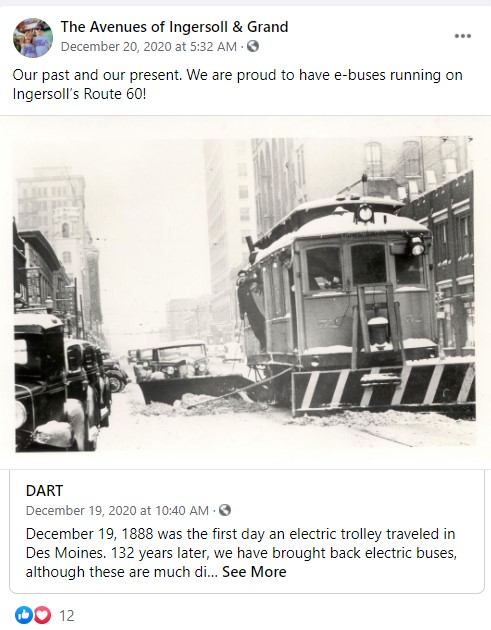 The Avenues of Ingersoll & Grand
December 20, 2020 at 5:32 AM ·
Our past and our present. We are proud to have e-buses running on
Ingersoll's Route 60!
DART
December 19, 2020 at 10:40 AM ·
December 19, 1888 was the first day an electric trolley traveled in
Des Moines. 132 years later, we have brought back electric buses,
although these are much di... See More
12